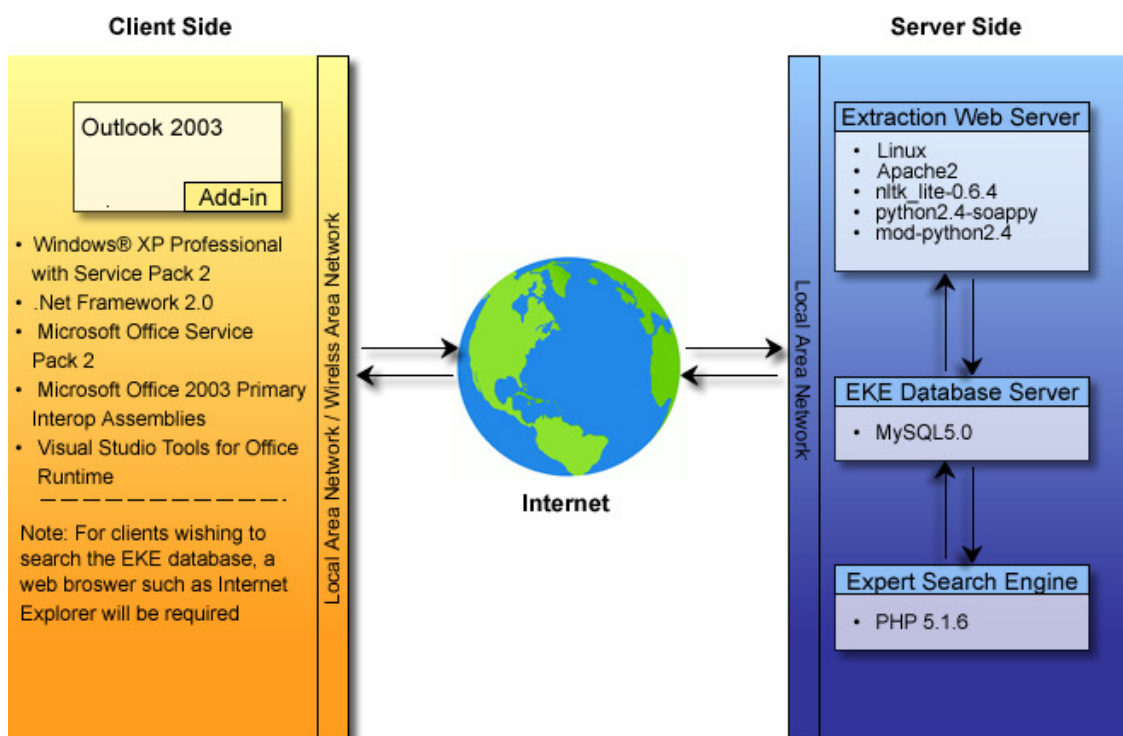 Client Side
Outlook 2003
Add-in
• Windows® XP Professional
with Service Pack 2
• .Net Framework 2.0
• Microsoft Office Service
Pack 2
• Microsoft Office 2003 Primary
Interop Assemblies
• Visual Studio Tools for Office
Runtime
Note: For clients wishing to
search the EKE database, a
web broswer such as Internet
Explorer will be required
Local Area Network / Wirelss Area Network
Internet
Server Side
Local Area Network
Extraction Web Server
• Linux
• Apache2
• nltk_lite-0.6.4
• python2.4-soappy
• mod-python2.4
EKE Database Server
• MySQL5.0
Expert Search Engine
• PHP 5.1.6